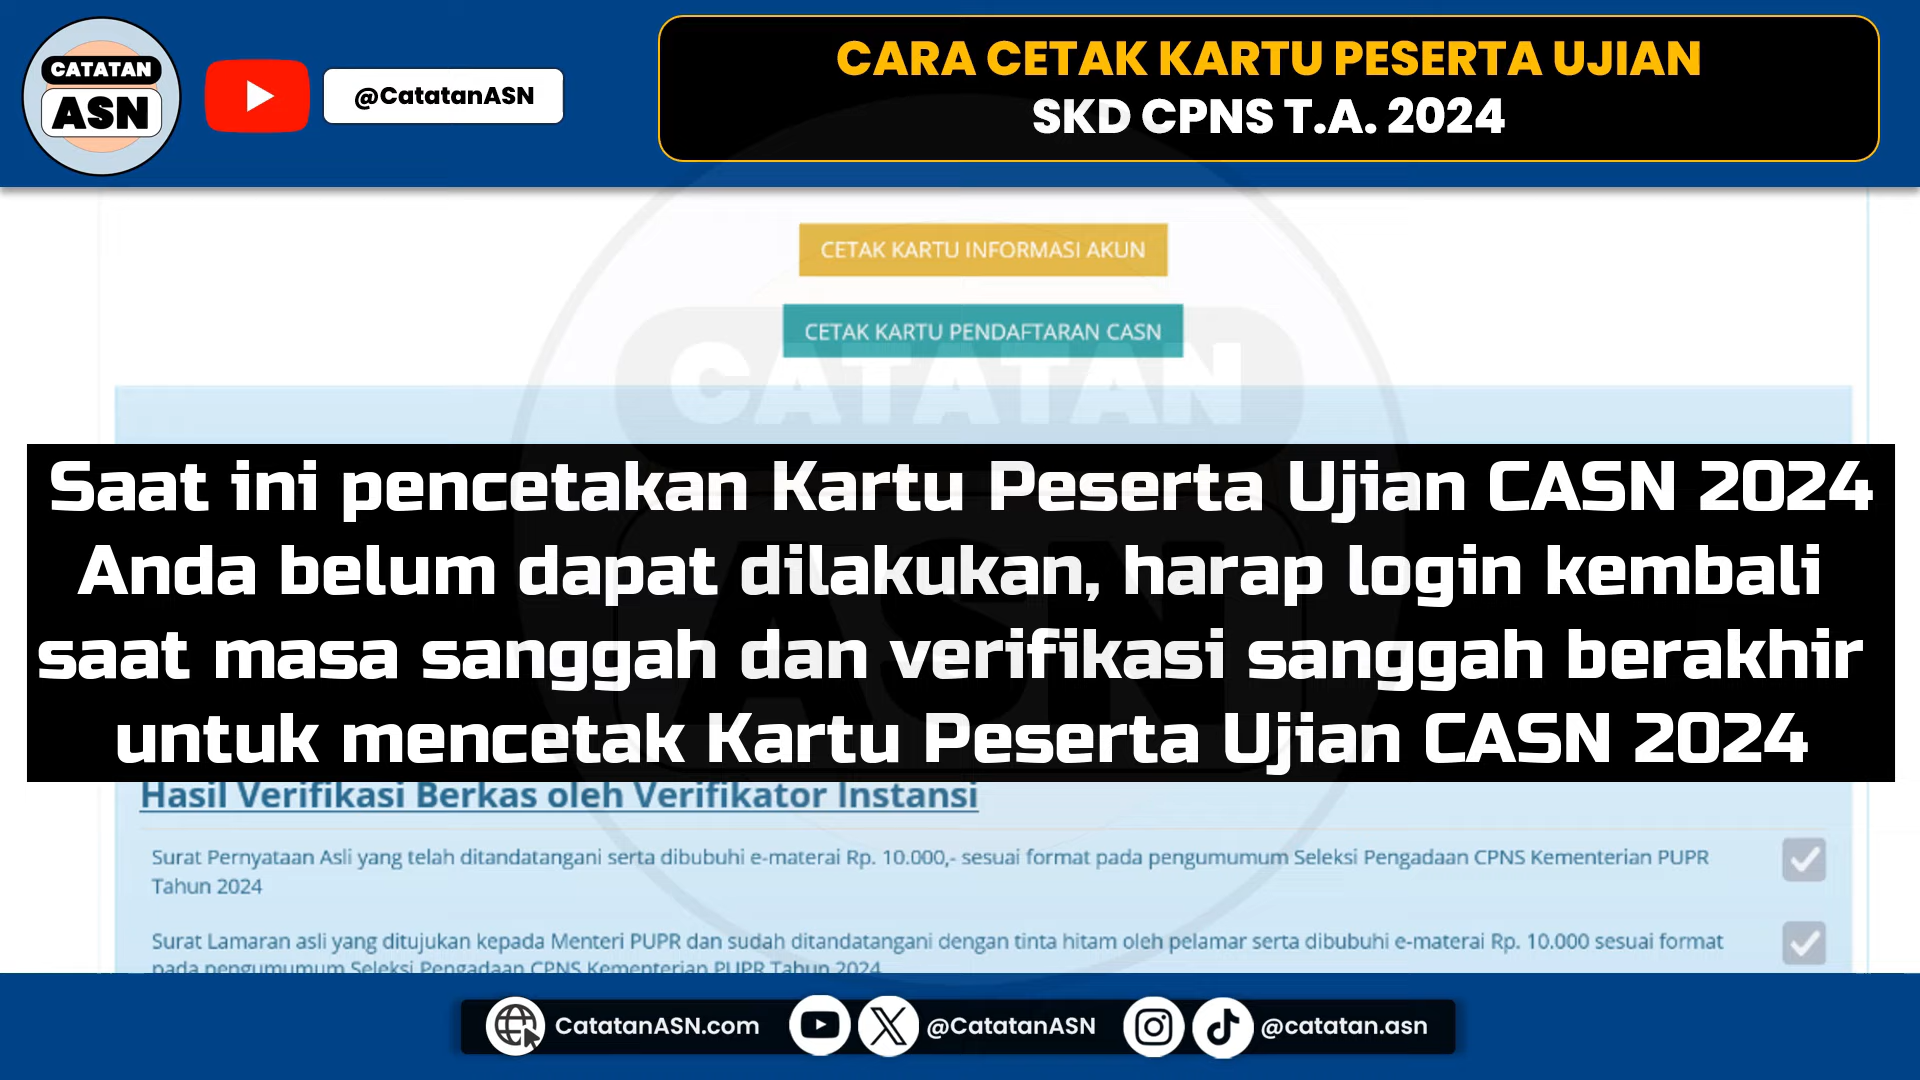 CATATAN
ASN
@CatatanASN
CARA CETAK KARTU PESERTA UJIAN
SKD CPNS T.A. 2024
CETAK KARTU INFORMASI AKUN
CETAK KARTU PENDAFTARAN CASN
CATATAN
ASN
Saat ini pencetakan Kartu Peserta Ujian CASN 2024
Anda belum dapat dilakukan, harap login kembali
saat masa sanggah dan verifikasi sanggah berakhir
untuk mencetak Kartu Peserta Ujian CASN 2024
Hasil Verifikasi Berkas oleh Verifikator Instansi
Surat Pernyataan Asli yang telah ditandatangani serta dibubuhi e-materai Rp. 10.000,- sesuai format pada pengumumum Seleksi Pengadaan CPNS Kementerian PUPR
Tahun 2024
Surat Lamaran asli yang ditujukan kepada Menteri PUPR dan sudah ditandatangani dengan tinta hitam oleh pelamar serta dibubuhi e-materai Rp. 10.000 sesuai format
pada pengumumum Seleksi Pengadaan CPNS Kementerian PUPR Tahun 2024
CatatanASN.com
@CatatanASN
@catatan.asn